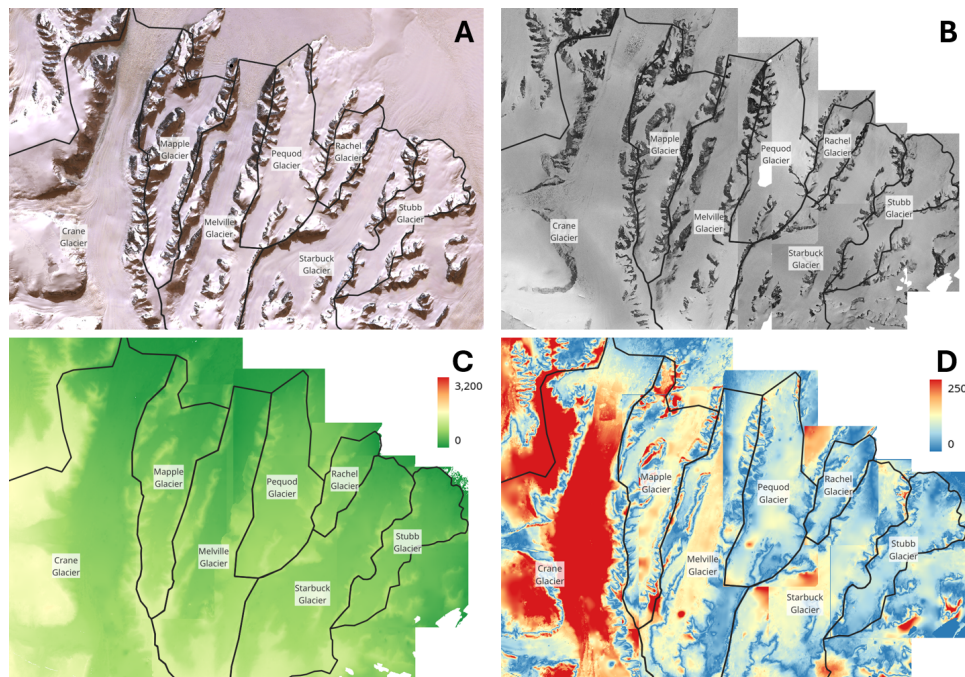 A
Mapple
Glacier
Pequod
Glacier
Rachel
Glacier
Crane
Glacier
Melville
Glacier
Stubb
Glacier
Starbuck
Glacier
B
Mapple
Glacier
Pequod
Glacier
Rachel
Glacier
Crane
Glacier
Melville
Glacier
Stubb
Glacier
Starbuck
Glacier
C
3,200
0
Mapple
Glacier
Pequod
Glacier
Rachel
Glacier
Crane
Glacier
Melville
Glacier
Stubb
Glacier
Starbuck
Glacier
D
250
0
Mapple
Glacier
Pequod
Glacier
Rachel
Glacier
Crane
Glacier
Melville
Glacier
Stubb
Glacier
Starbuck
Glacier